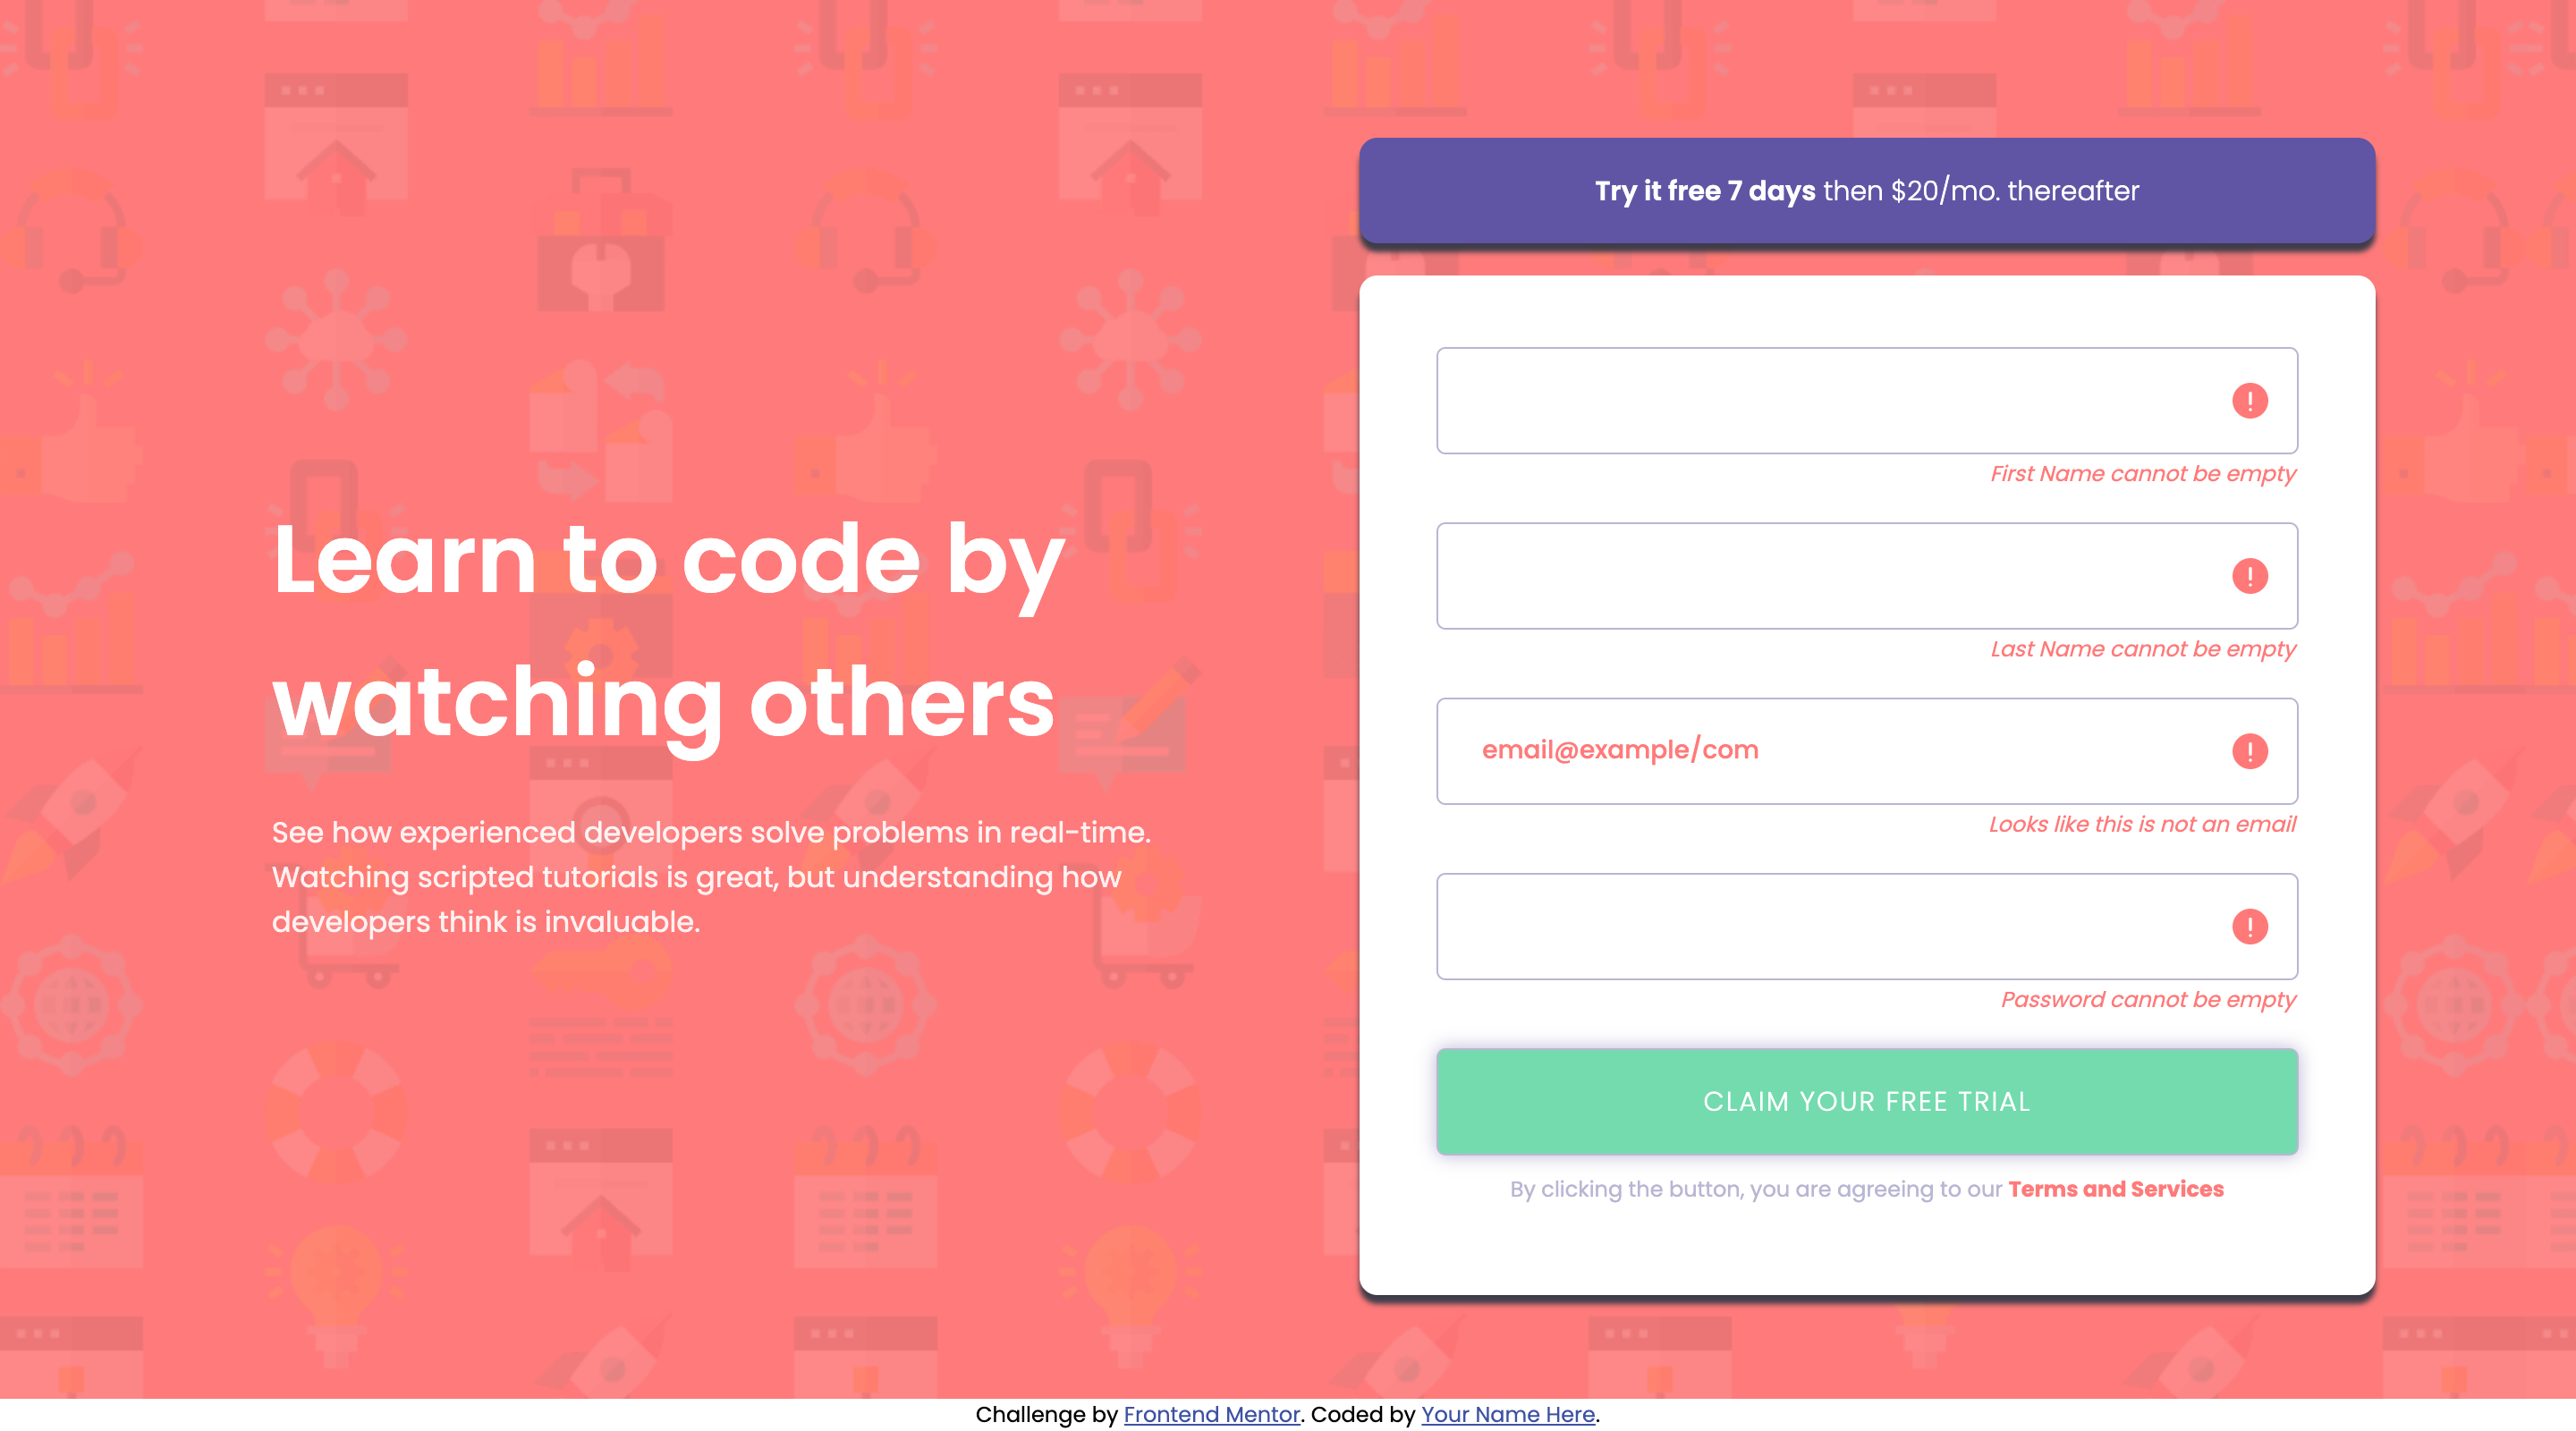 Learn to code by
watching others
See how experienced developers solve problems in real-time.
Watching scripted tutorials is great, but understanding how
developers think is invaluable.
Try it free 7 days then $20/mo. thereafter
First Name cannot be empty
Last Name cannot be empty
email@example/com
Looks like this is not an email
Password cannot be empty
CLAIM YOUR FREE TRIAL
By clicking the button, you are agreeing to our Terms and Services
Challenge by Frontend Mentor. Coded by Your Name Here.